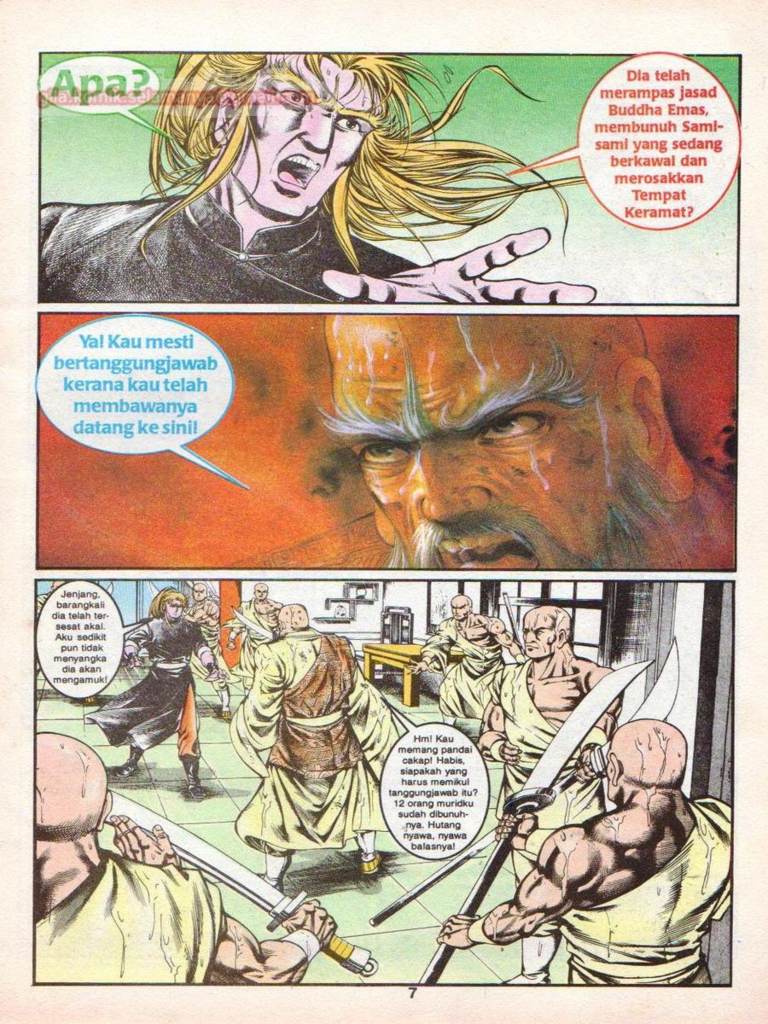 Apa?
Dia telah
merampas jasad
Buddha Emas,
membunuh Sami-
sami yang sedang
berkawal dan
merosakkan
Tempat
Keramat?
Ya! Kau mesti
bertanggungjawab
kerana kau telah
membawanya
datang ke sini!
Jenjang,
barangkali
dia telah ter-
sesat akal.
Aku sedikit
pun tidak
menyangka
dia akan
mengamuk!
Hm! Kau
memang pandai
cakap! Habis,
siapakah yang
harus memikul
tanggungjawab itu?
12 orang muridku
sudah dibunuh-
nya. Hutang
nyawa, nyawa
balasnya!
7